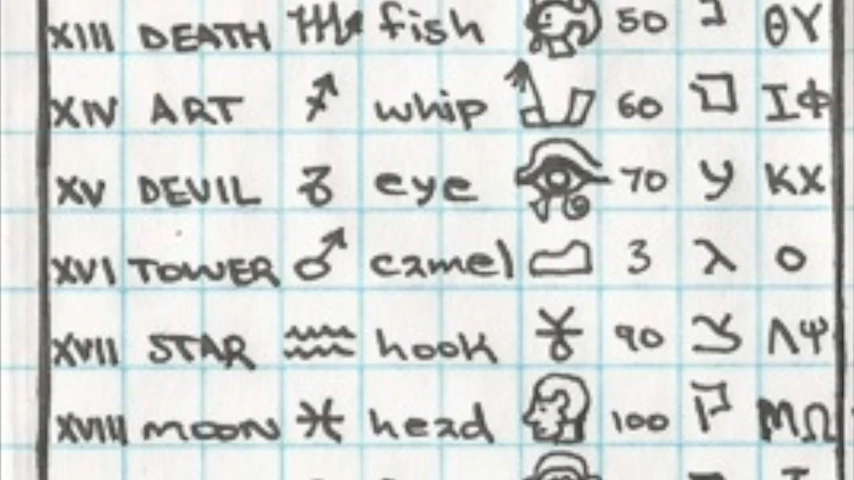 XIII DEATH ♏ fish 50 נ ΘΥ
XIV ART ♐ whip 60 ס ΙΦ
XV DEVIL ♑ eye 70 ע ΚΧ
XVI TOWER ♂ camel 3 ג Ο
XVII STAR ♒ hook 90 צ ΛΨ
XVIII MOON ♓ head 100 ק ΜΩ